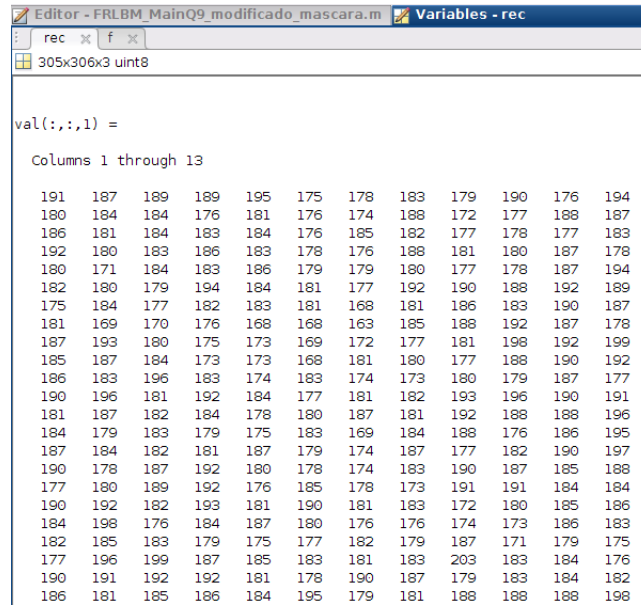 Editor - FRLBM_MainQ9_modificado_mascara.m Variables - rec
rec f
305x306x3 uint8
val(:,:,1) =
Columns 1 through 13
191 187 189 189 195 175 178 183 179 190 176 194
180 184 184 176 181 176 174 188 172 177 188 187
186 181 184 183 184 176 185 182 177 178 177 183
192 180 183 186 183 178 176 188 181 180 187 178
180 171 184 183 186 179 179 180 177 178 187 194
182 180 179 194 184 181 177 192 190 188 192 189
175 184 177 182 183 181 168 181 186 183 190 187
181 169 170 176 168 168 163 185 188 192 187 178
187 193 180 175 173 169 172 177 181 198 192 199
185 187 184 173 173 168 181 180 177 188 190 192
186 183 196 183 174 183 174 173 180 179 187 177
190 196 181 192 184 177 181 182 193 196 190 191
181 187 182 184 178 180 187 181 192 188 188 196
184 179 183 179 175 183 169 184 188 176 186 195
187 184 182 181 187 179 174 187 177 182 190 197
190 178 187 192 180 178 174 183 190 187 185 188
177 180 189 192 176 185 178 173 191 191 184 184
190 192 182 193 181 190 181 183 172 180 185 186
184 198 176 184 187 180 176 176 174 173 186 183
182 185 183 179 175 177 182 179 187 171 179 175
177 196 199 187 185 183 181 183 203 183 184 176
190 191 192 192 181 178 190 187 179 183 184 182
186 181 185 186 184 195 179 181 188 188 188 198